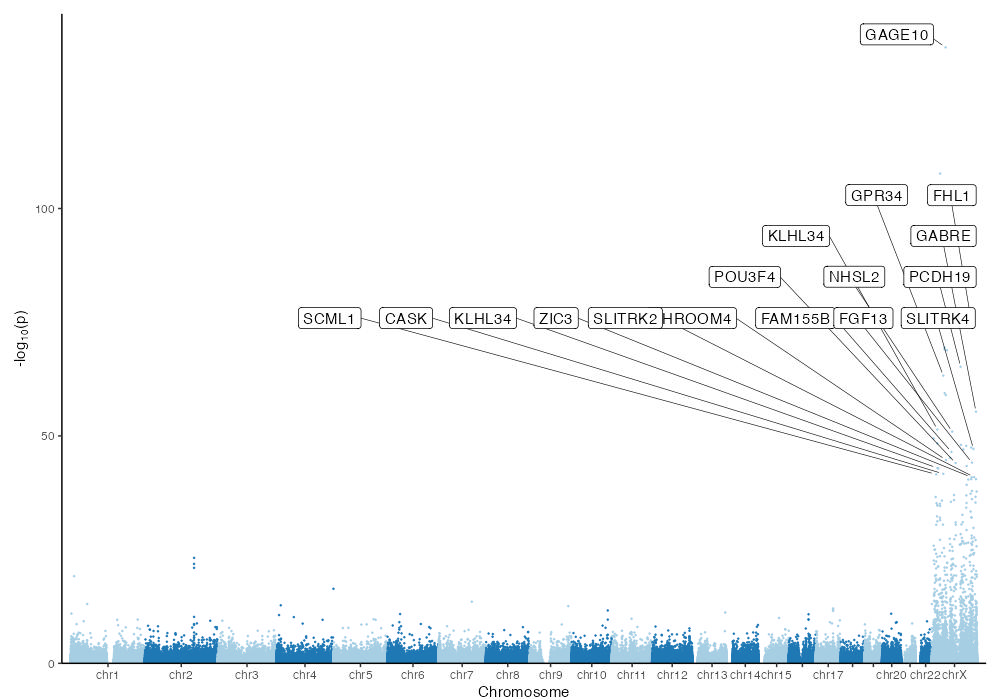 GAGE10
100
GPR34 FHL1
KLHL34 GABRE
POU3F4 NHSL2 PCDH19
SCML1 CASK KLHL34 ZIC3 SLITRK2 HROOM4 FAM155B FGF13 SLITRK4
-log10(p)
50
0
chr1 chr2 chr3 chr4 chr5 chr6 chr7 chr8 chr9 chr10 chr11 chr12 chr13 chr14 chr15 chr17 chr20 chr22 chrX
Chromosome